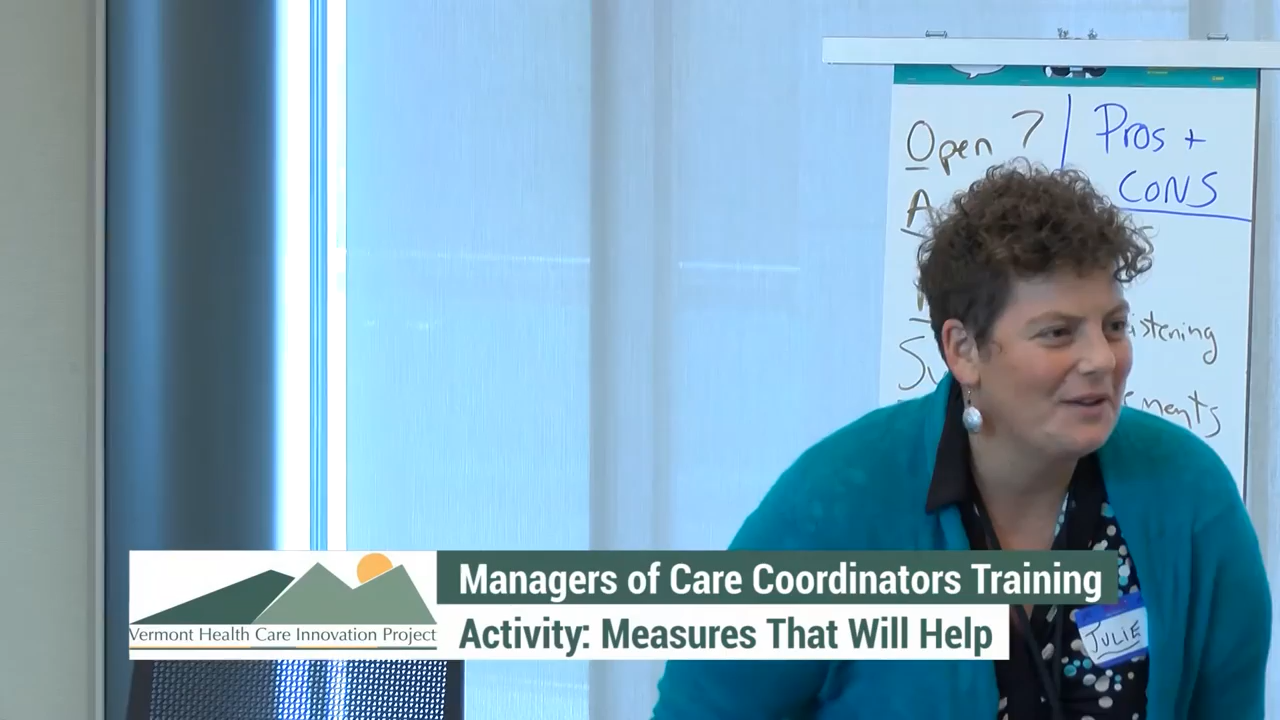 Open ?
Pros +
CONS
A
istening
ements
Managers of Care Coordinators Training
Vermont Health Care Innovation Project
Activity: Measures That Will Help
JULIE